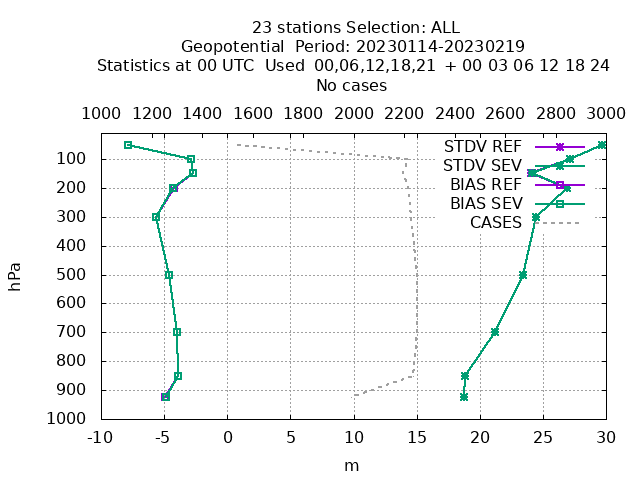 23 stations Selection: ALL
Geopotential  Period: 20230114-20230219
Statistics at 00 UTC  Used  00,06,12,18,21  + 00 03 06 12 18 24
No cases
1000 1200 1400 1600 1800 2000 2200 2400 2600 2800 3000
STDV REF
STDV SEV
BIAS REF
BIAS SEV
CASES
100
200
300
400
500
600
700
800
900
1000
hPa
-10 -5 0 5 10 15 20 25 30
m